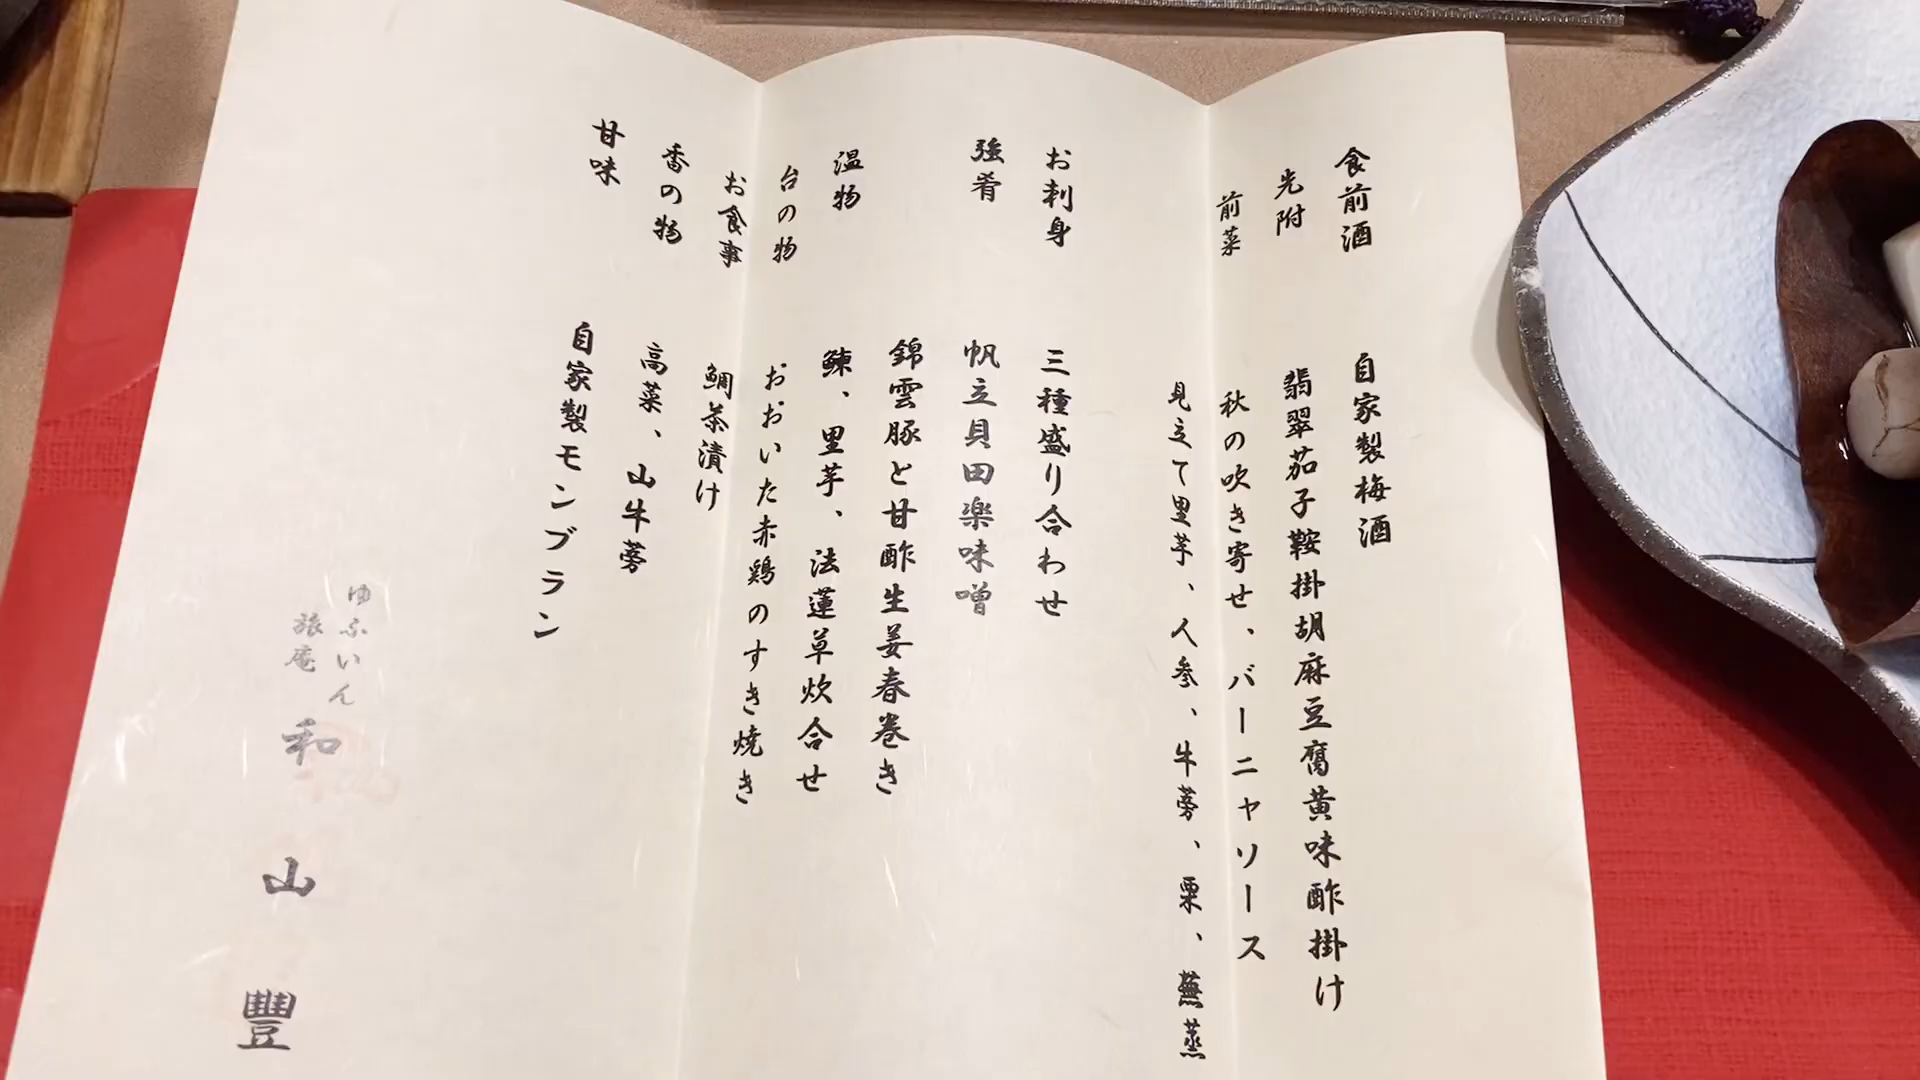 食前酒 自家製梅酒
先附 翡翠茄子鞍掛胡麻豆腐黄味酢掛け
前菜 秋の吹き寄せ、バーニャソース
見立て里芋、人参、牛蒡、栗、蕪蒸
お刺身 三種盛り合わせ
強肴 帆立貝田楽味噌
錦雲豚と甘酢生姜春巻き
温物 鰊、里芋、法蓮草炊合せ
台の物 おおいた赤鶏のすき焼き
お食事 鯛茶漬け
香の物 高菜、山牛蒡
甘味 自家製モンブラン
ゆふいん
旅庵
和山豐